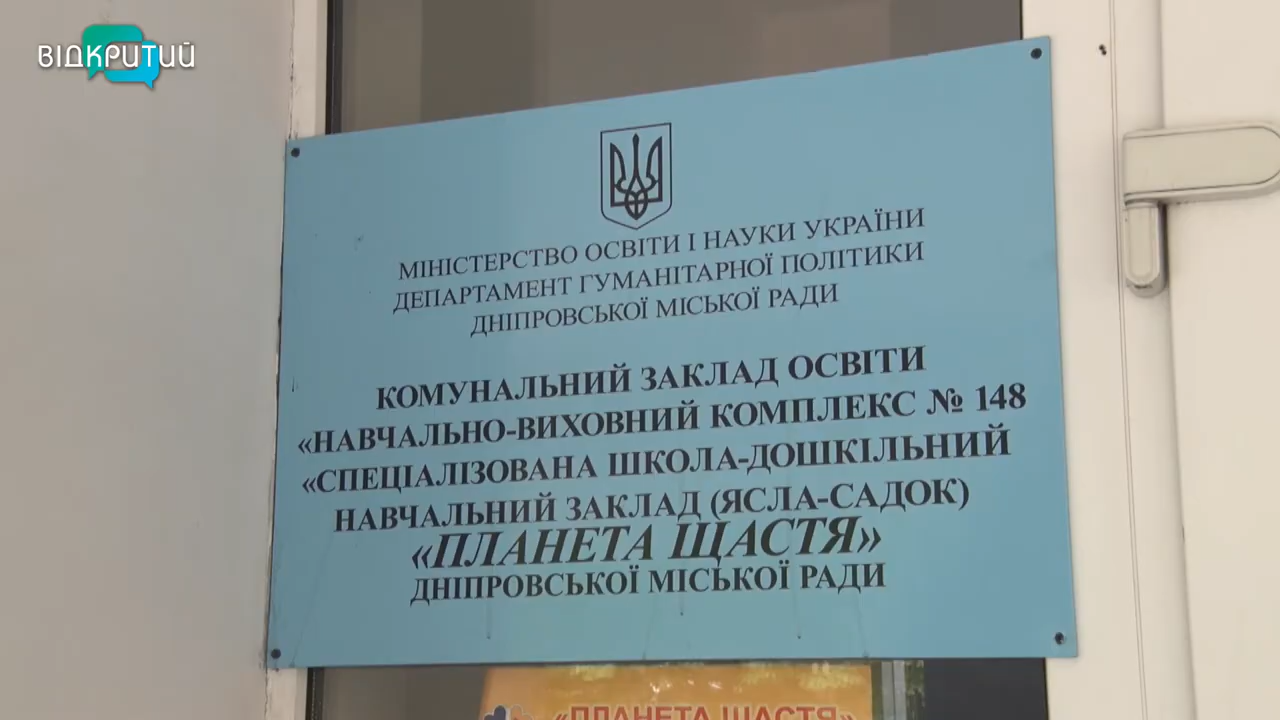 ВІДКРИТИЙ
МІНІСТЕРСТВО ОСВІТИ І НАУКИ УКРАЇНИ
ДЕПАРТАМЕНТ ГУМАНІТАРНОЇ ПОЛІТИКИ
ДНІПРОВСЬКОЇ МІСЬКОЇ РАДИ
КОМУНАЛЬНИЙ ЗАКЛАД ОСВІТИ
«НАВЧАЛЬНО-ВИХОВНИЙ КОМПЛЕКС № 148
«СПЕЦІАЛІЗОВАНА ШКОЛА-ДОШКІЛЬНИЙ
НАВЧАЛЬНИЙ ЗАКЛАД (ЯСЛА-САДОК)
«ПЛАНЕТА ЩАСТЯ»
ДНІПРОВСЬКОЇ МІСЬКОЇ РАДИ
«ПЛАНЕТА ЩАСТЯ»